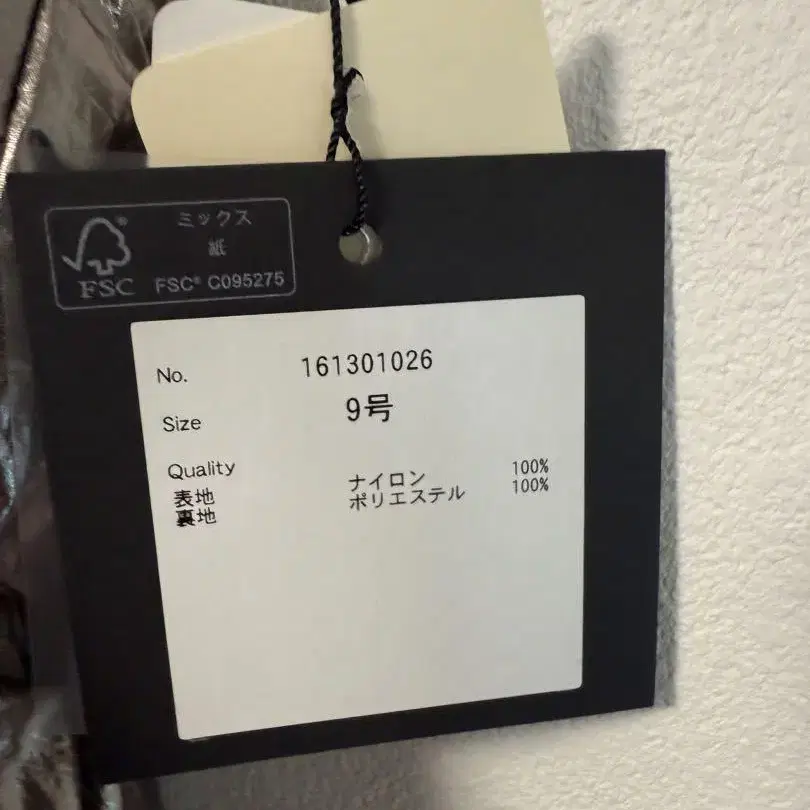 ミックス
紙
FSC® C095275
FSC
No. 161301026
Size 9号
Quality
表地 ナイロン 100%
裏地 ポリエステル 100%